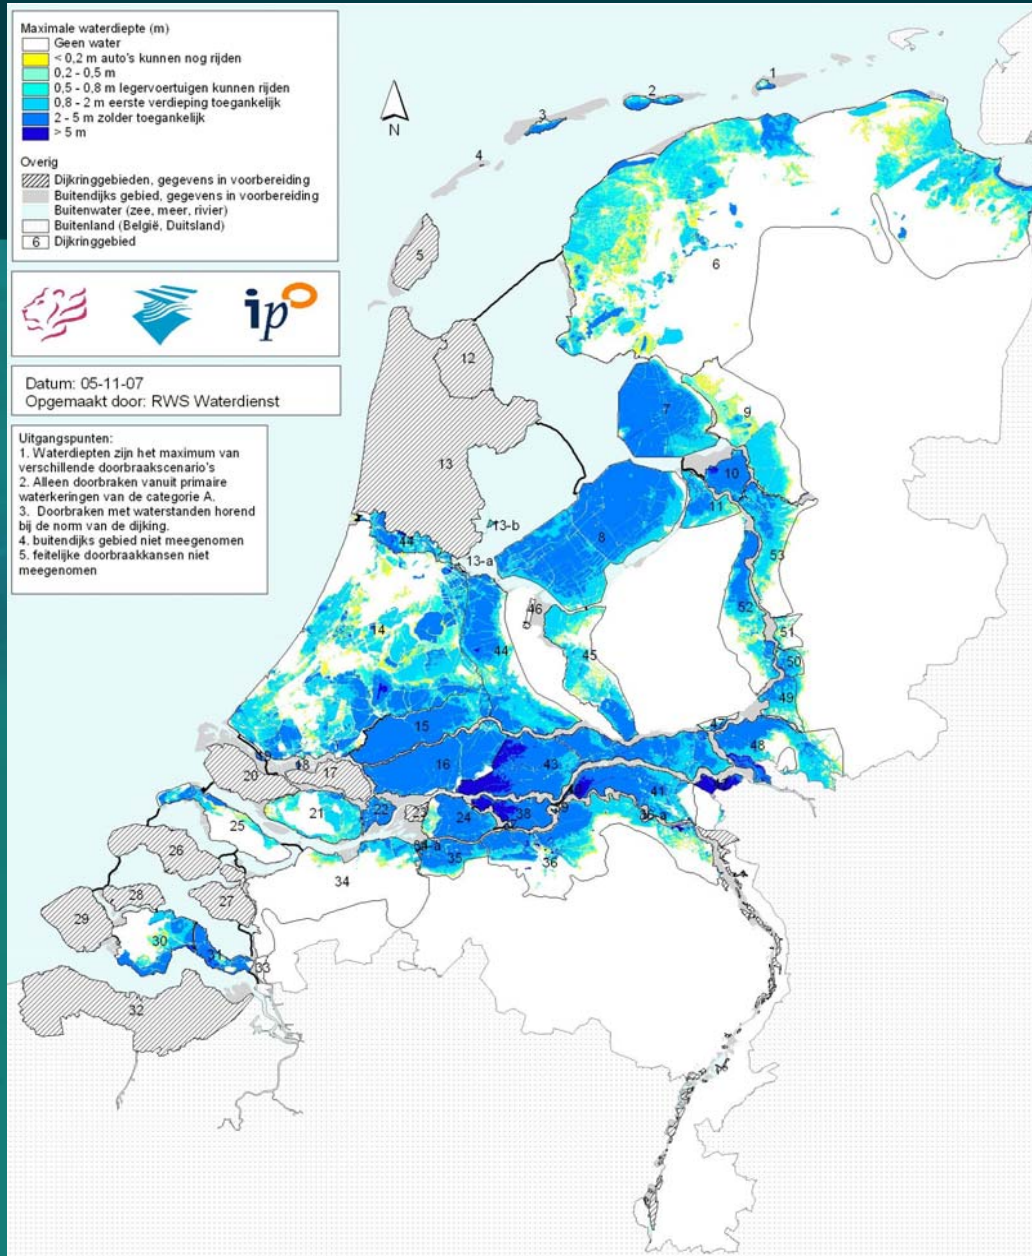 Maximale waterdiepte (m)
Geen water
< 0,2 m auto's kunnen nog rijden
0,2 - 0,5 m
0,5 - 0,8 m legervoertuigen kunnen rijden
0,8 - 2 m eerste verdieping toegankelijk
2 - 5 m zolder toegankelijk
> 5 m
Overig
Dijkringgebieden, gegevens in voorbereiding
Buitendijks gebied, gegevens in voorbereiding
Buitenwater (zee, meer, rivier)
Buitenland (België, Duitsland)
6 Dijkringgebied
ipo
Datum: 05-11-07
Opgemaakt door: RWS Waterdienst
Uitgangspunten:
1. Waterdiepten zijn het maximum van
verschillende doorbraakscenario's
2. Alleen doorbraken vanuit primaire
waterkeringen van de categorie A.
3. Doorbraken met waterstanden horend
bij de norm van de dijking.
4. buitendijks gebied niet meegenomen
5. feitelijke doorbraakkansen niet
meegenomen
N
1
2
3
4
5
6
12
7
9
13
10
11
13-b
8
44
13-a
53
46
52
14
51
44
45
50
49
15
47
48
19
18
16
43
20
17
41
21
22
23
24
38
36-a
25
35
36
26
34
28
27
29
30
31
33
32